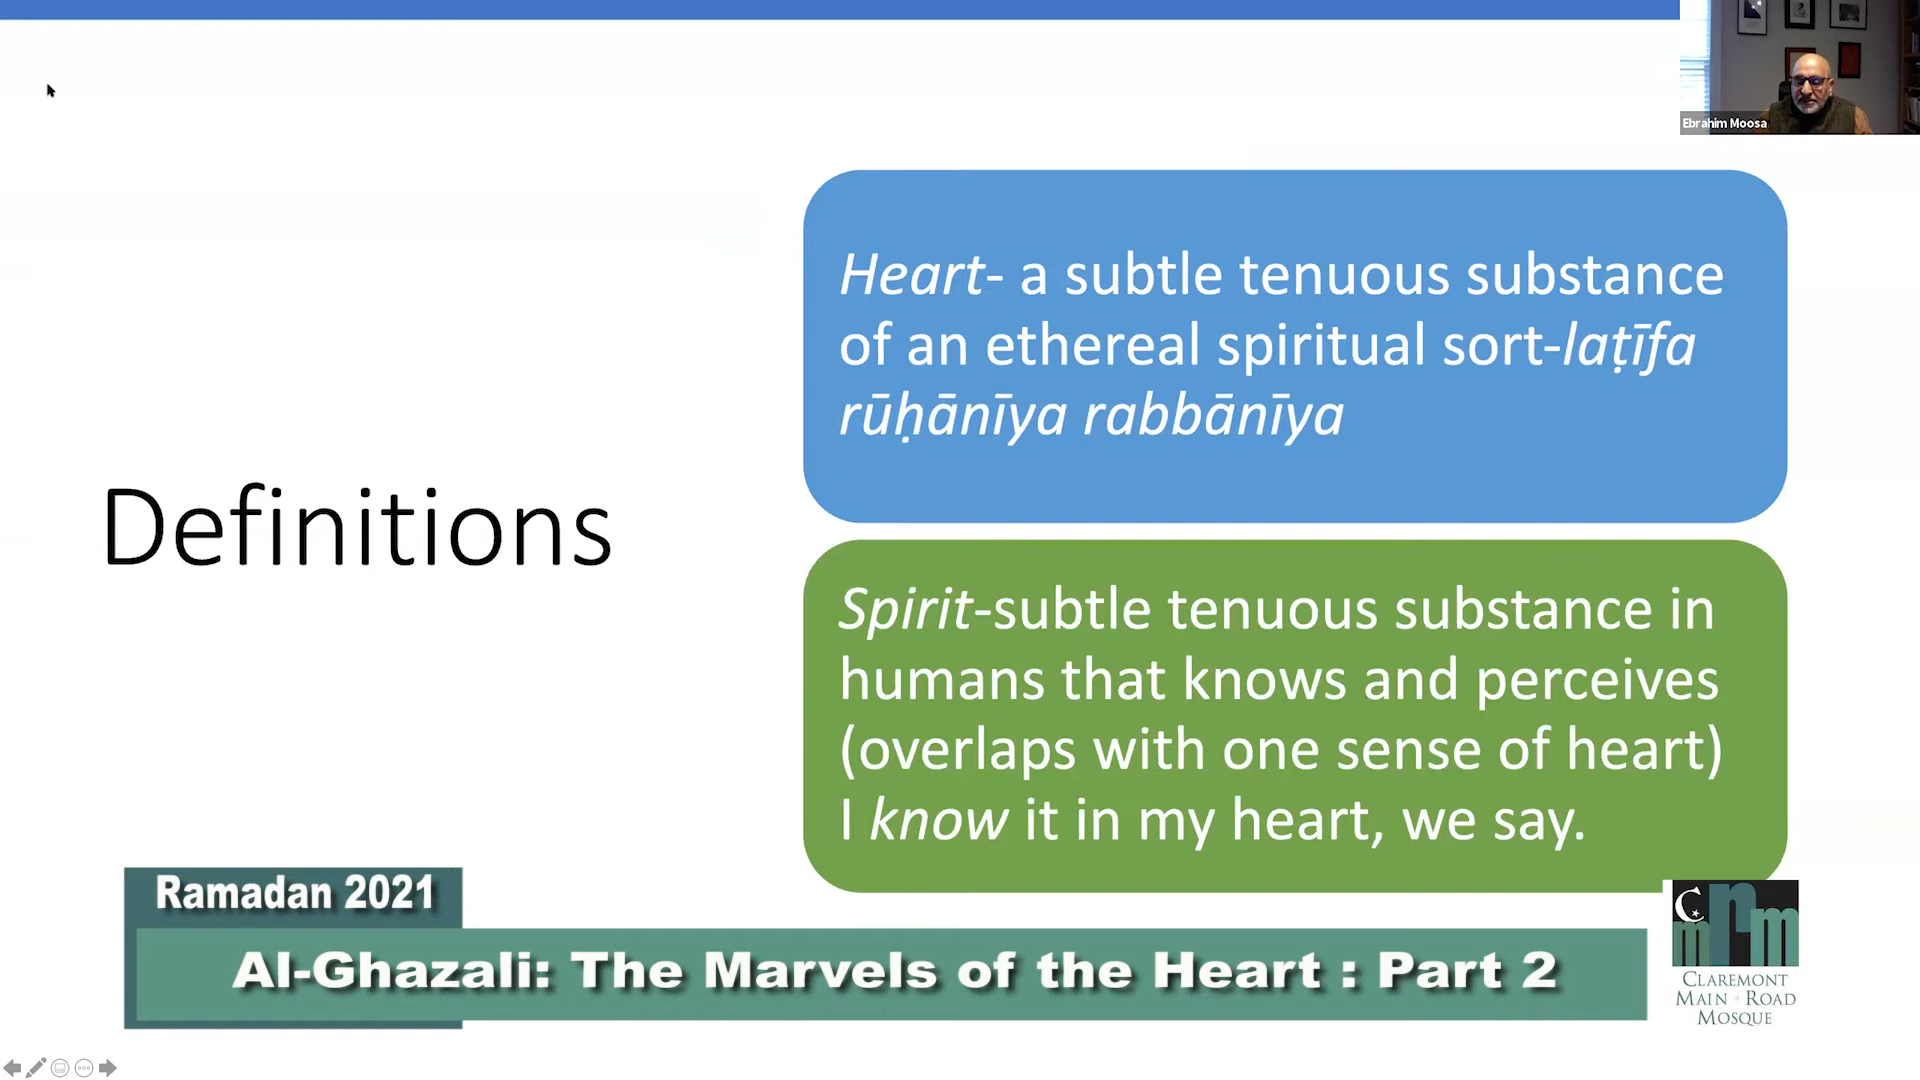 Ebrahim Moosa
Heart- a subtle tenuous substance
of an ethereal spiritual sort-laṭīfa
rūḥānīya rabbānīya
Definitions
Spirit-subtle tenuous substance in
humans that knows and perceives
(overlaps with one sense of heart)
I know it in my heart, we say.
Ramadan 2021
Al-Ghazali: The Marvels of the Heart : Part 2
cmrm
CLAREMONT
MAIN ROAD
MOSQUE